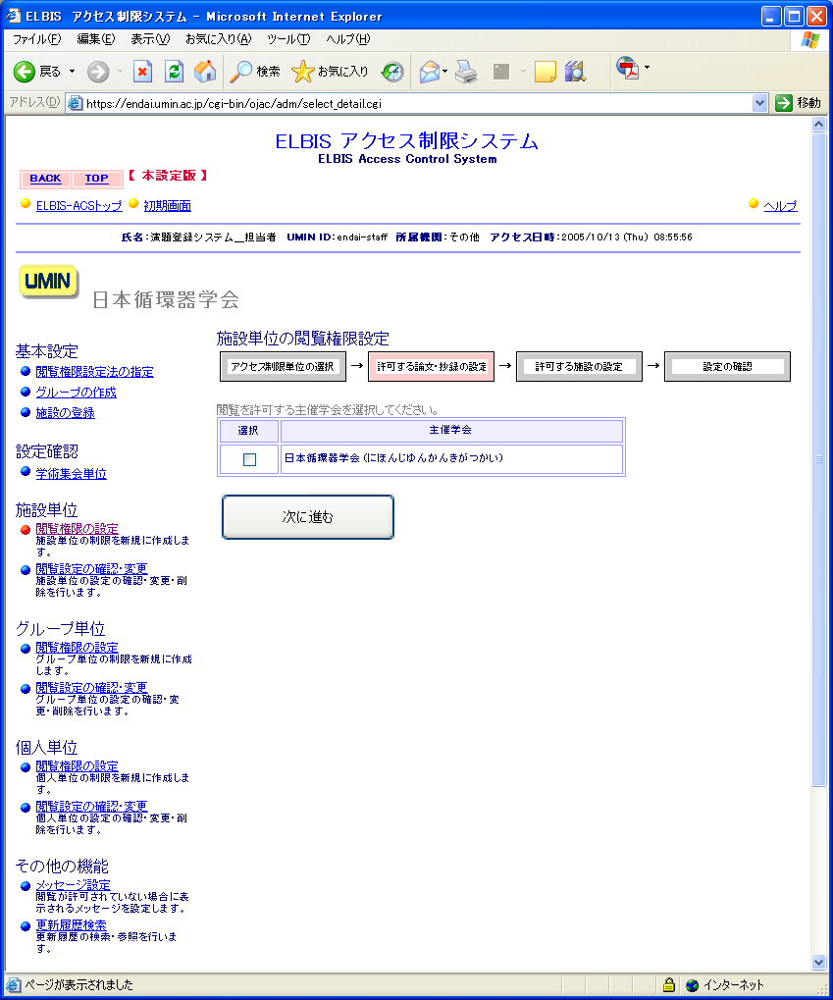 ELBIS アクセス制限システム - Microsoft Internet Explorer
ファイル(F) 編集(E) 表示(V) お気に入り(A) ツール(T) ヘルプ(H)
戻る 検索 お気に入り
アドレス(D) https://endai.umin.ac.jp/cgi-bin/ojac/adm/select_detail.cgi 移動
ELBIS アクセス制限システム
ELBIS Access Control System
BACK TOP 【 本設定版 】
ELBIS-ACSトップ 初期画面 ヘルプ
氏名:演題登録システム__担当者 UMIN ID:endai-staff 所属機関:その他 アクセス日時:2005/10/13 (Thu) 08:55:56
UMIN 日本循環器学会
基本設定
閲覧権限設定法の指定
グループの作成
施設の登録
設定確認
学術集会単位
施設単位
閲覧権限の設定
施設単位の制限を新規に作成しま
す。
閲覧設定の確認・変更
施設単位の設定の確認・変更・削
除を行います。
グループ単位
閲覧権限の設定
グループ単位の制限を新規に作成
します。
閲覧設定の確認・変更
グループ単位の設定の確認・変
更・削除を行います。
個人単位
閲覧権限の設定
個人単位の制限を新規に作成しま
す。
閲覧設定の確認・変更
個人単位の設定の確認・変更・削
除を行います。
その他の機能
メッセージ設定
閲覧が許可されていない場合に表
示されるメッセージを設定します。
更新履歴検索
更新履歴の検索・参照を行いま
す。
施設単位の閲覧権限設定
アクセス制限単位の選択 → 許可する論文・抄録の設定 → 許可する施設の設定 → 設定の確認
閲覧を許可する主催学会を選択してください。
選択 主催学会
日本循環器学会 (にほんじゆんかんきがつかい)
次に進む
ページが表示されました インターネット